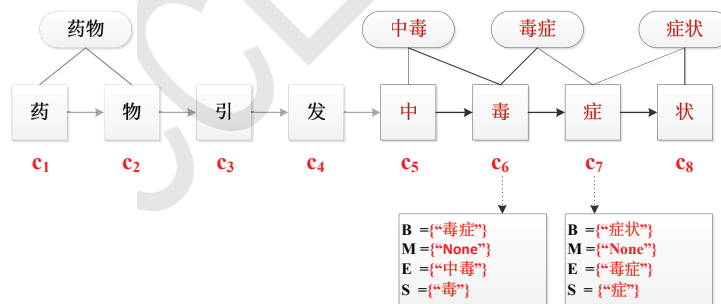 药物 中毒 毒症 症状
药 物 引 发 中 毒 症 状
c1 c2 c3 c4 c5 c6 c7 c8
B ={“毒症”}
M ={“None”}
E ={“中毒”}
S ={“毒”}
B ={“症状”}
M ={“None”}
E ={“毒症”}
S ={“症”}